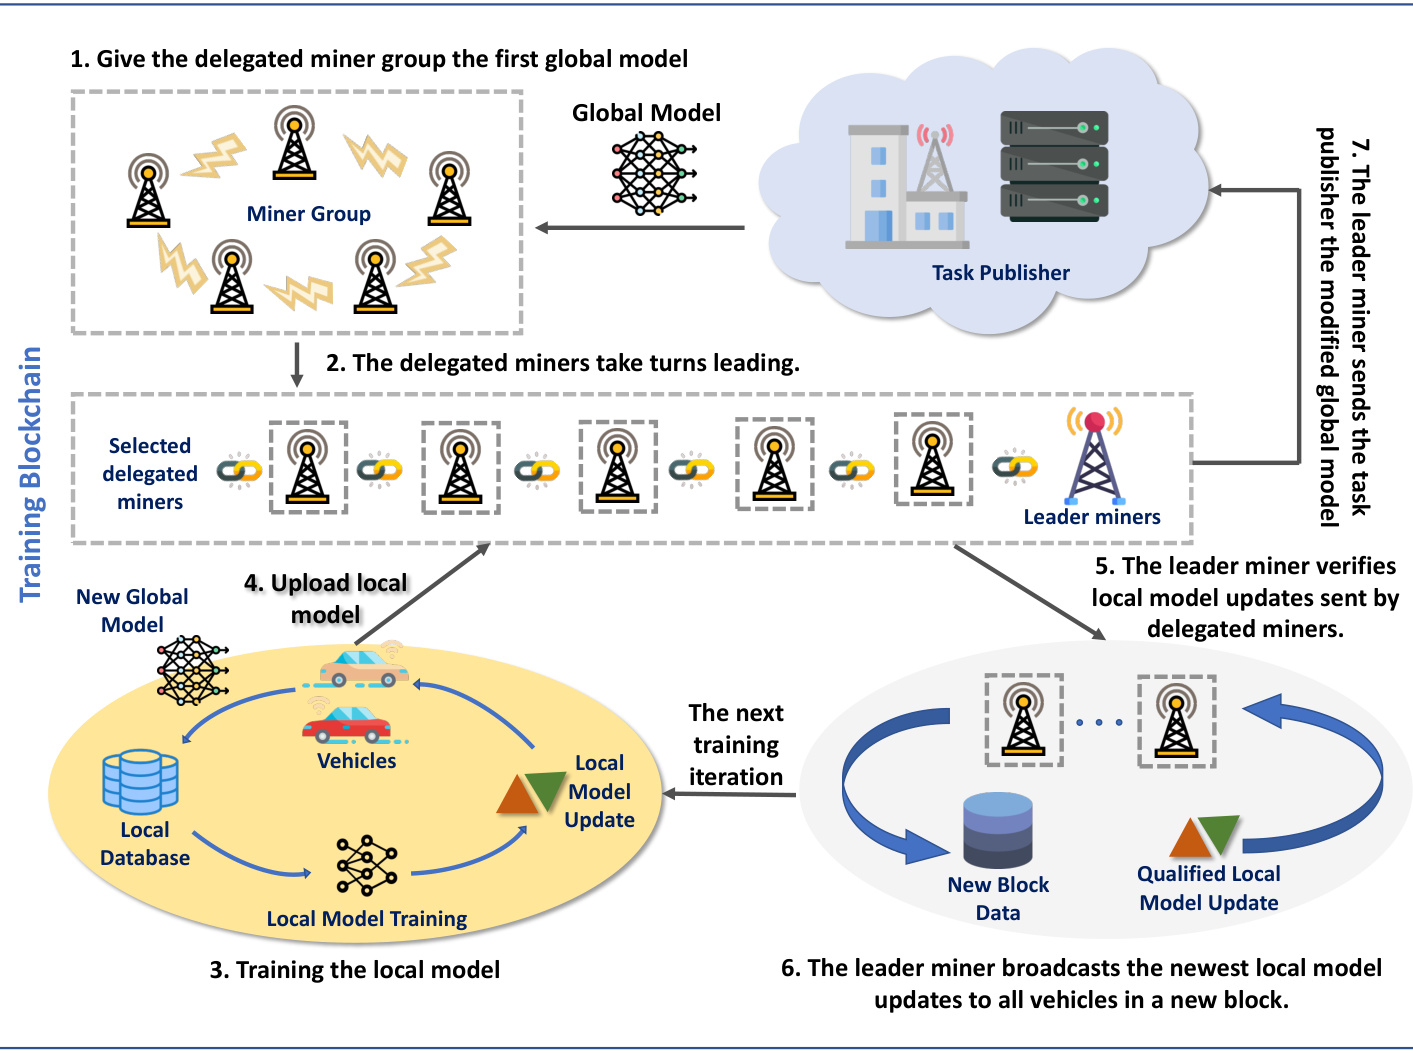 1. Give the delegated miner group the first global model
Global Model
Miner Group
Task Publisher
7. The leader miner sends the task
publisher the modified global model
2. The delegated miners take turns leading.
Training Blockchain
Selected
delegated
miners
Leader miners
4. Upload local
model
5. The leader miner verifies
local model updates sent by
delegated miners.
New Global
Model
Vehicles
Local
Database
Local
Model
Update
Local Model Training
3. Training the local model
The next
training
iteration
New Block
Data
Qualified Local
Model Update
6. The leader miner broadcasts the newest local model
updates to all vehicles in a new block.